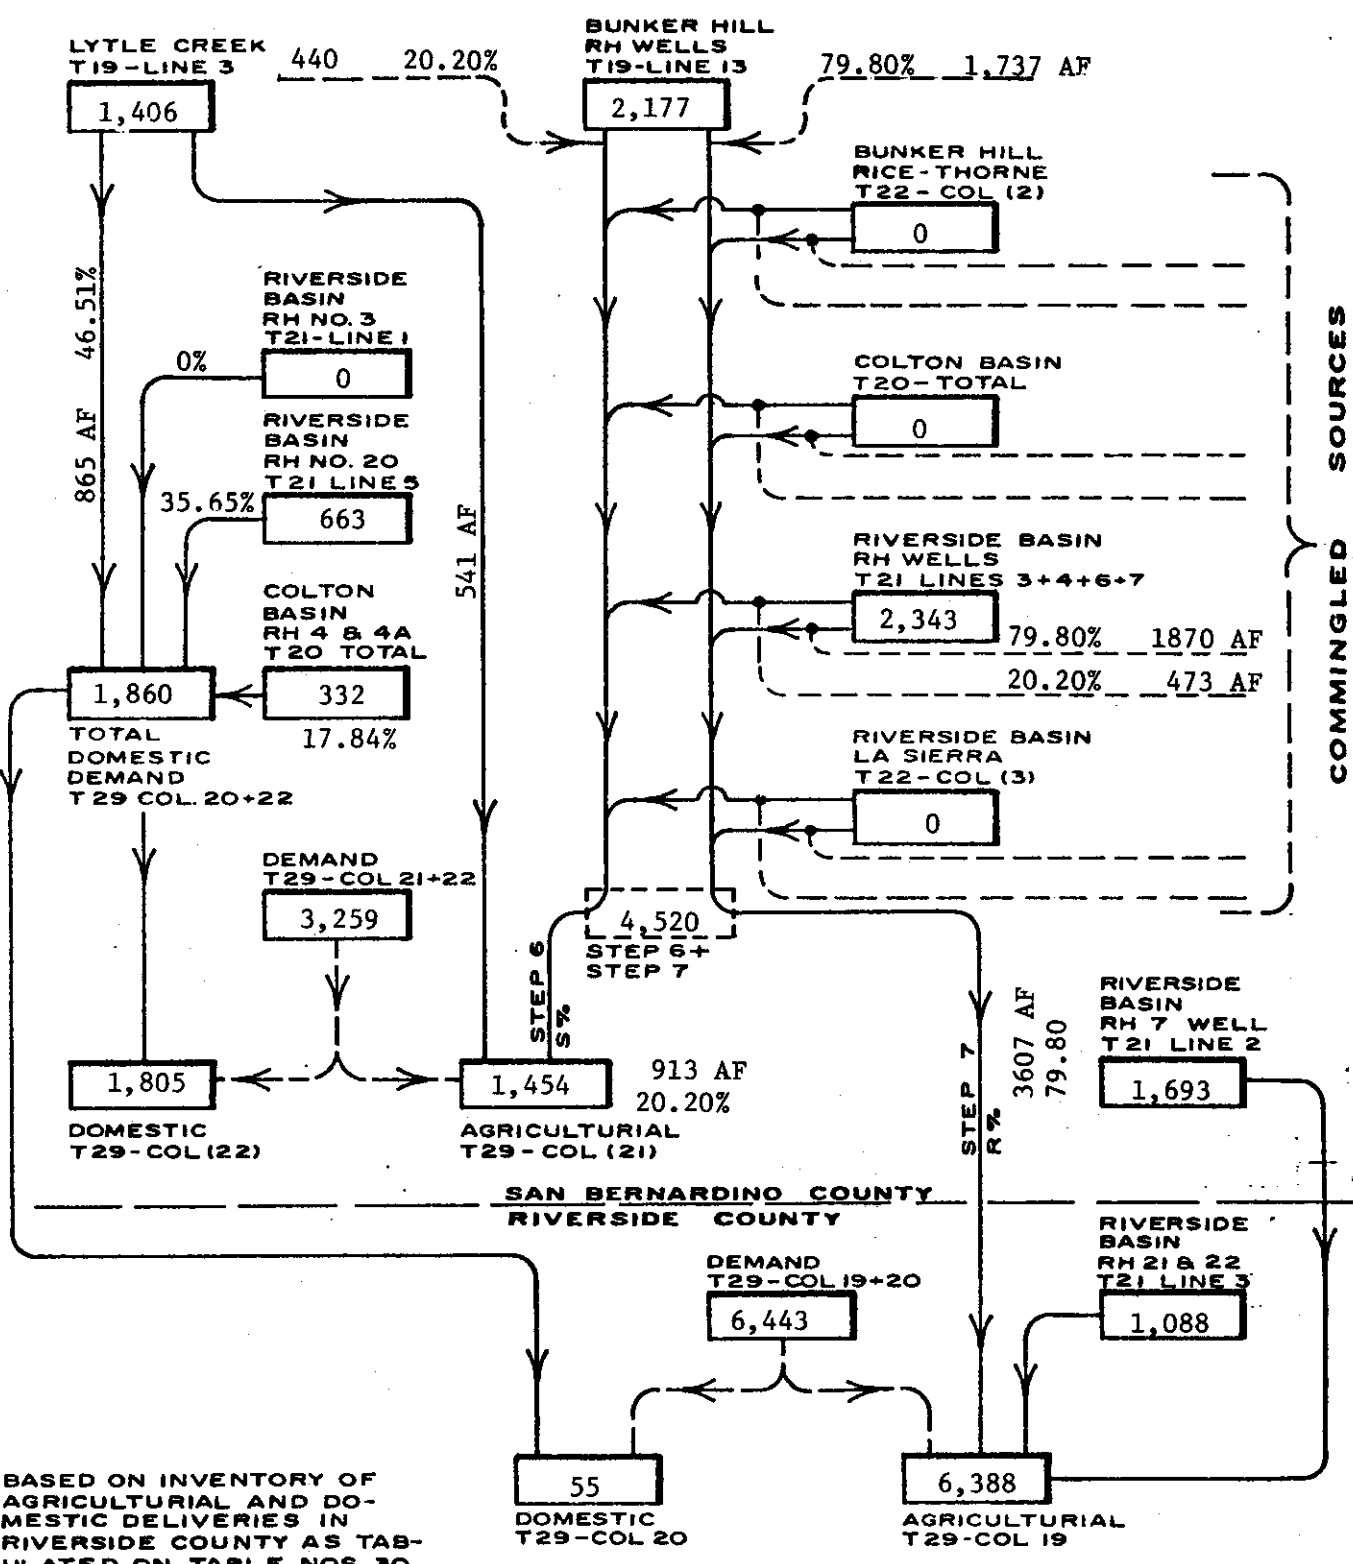 LYTLE CREEK
T19-LINE 3
1,406
440 20.20%
BUNKER HILL
RH WELLS
T19-LINE 13
2,177
79.80% 1,737 AF
BUNKER HILL
RICE-THORNE
T22-COL (2)
0
RIVERSIDE
BASIN
RH NO. 3
T21-LINE 1
0%
0
46.51%
865 AF
RIVERSIDE
BASIN
RH NO. 20
T21 LINE 5
35.65%
663
541 AF
COLTON BASIN
T20-TOTAL
0
COMMINGLED SOURCES
RIVERSIDE BASIN
RH WELLS
T21 LINES 3+4+6+7
2,343
79.80% 1870 AF
20.20% 473 AF
COLTON
BASIN
RH 4 & 4A
T20 TOTAL
332
17.84%
1,860
TOTAL
DOMESTIC
DEMAND
T29 COL. 20+22
RIVERSIDE BASIN
LA SIERRA
T22-COL (3)
0
DEMAND
T29-COL 21+22
3,259
4,520
STEP 6+
STEP 7
STEP 6
S%
1,805
DOMESTIC
T29-COL (22)
1,454
913 AF
20.20%
AGRICULTURIAL
T29-COL (21)
STEP 7
R%
3607 AF
79.80
RIVERSIDE
BASIN
RH 7 WELL
T21 LINE 2
1,693
SAN BERNARDINO COUNTY
RIVERSIDE COUNTY
RIVERSIDE
BASIN
RH 21 & 22
T21 LINE 3
1,088
DEMAND
T29-COL 19+20
6,443
55
DOMESTIC
T29-COL 20
6,388
AGRICULTURIAL
T29-COL 19
BASED ON INVENTORY OF
AGRICULTURIAL AND DO-
MESTIC DELIVERIES IN
RIVERSIDE COUNTY AS TAB-
ULATED ON TABLE NOS 30